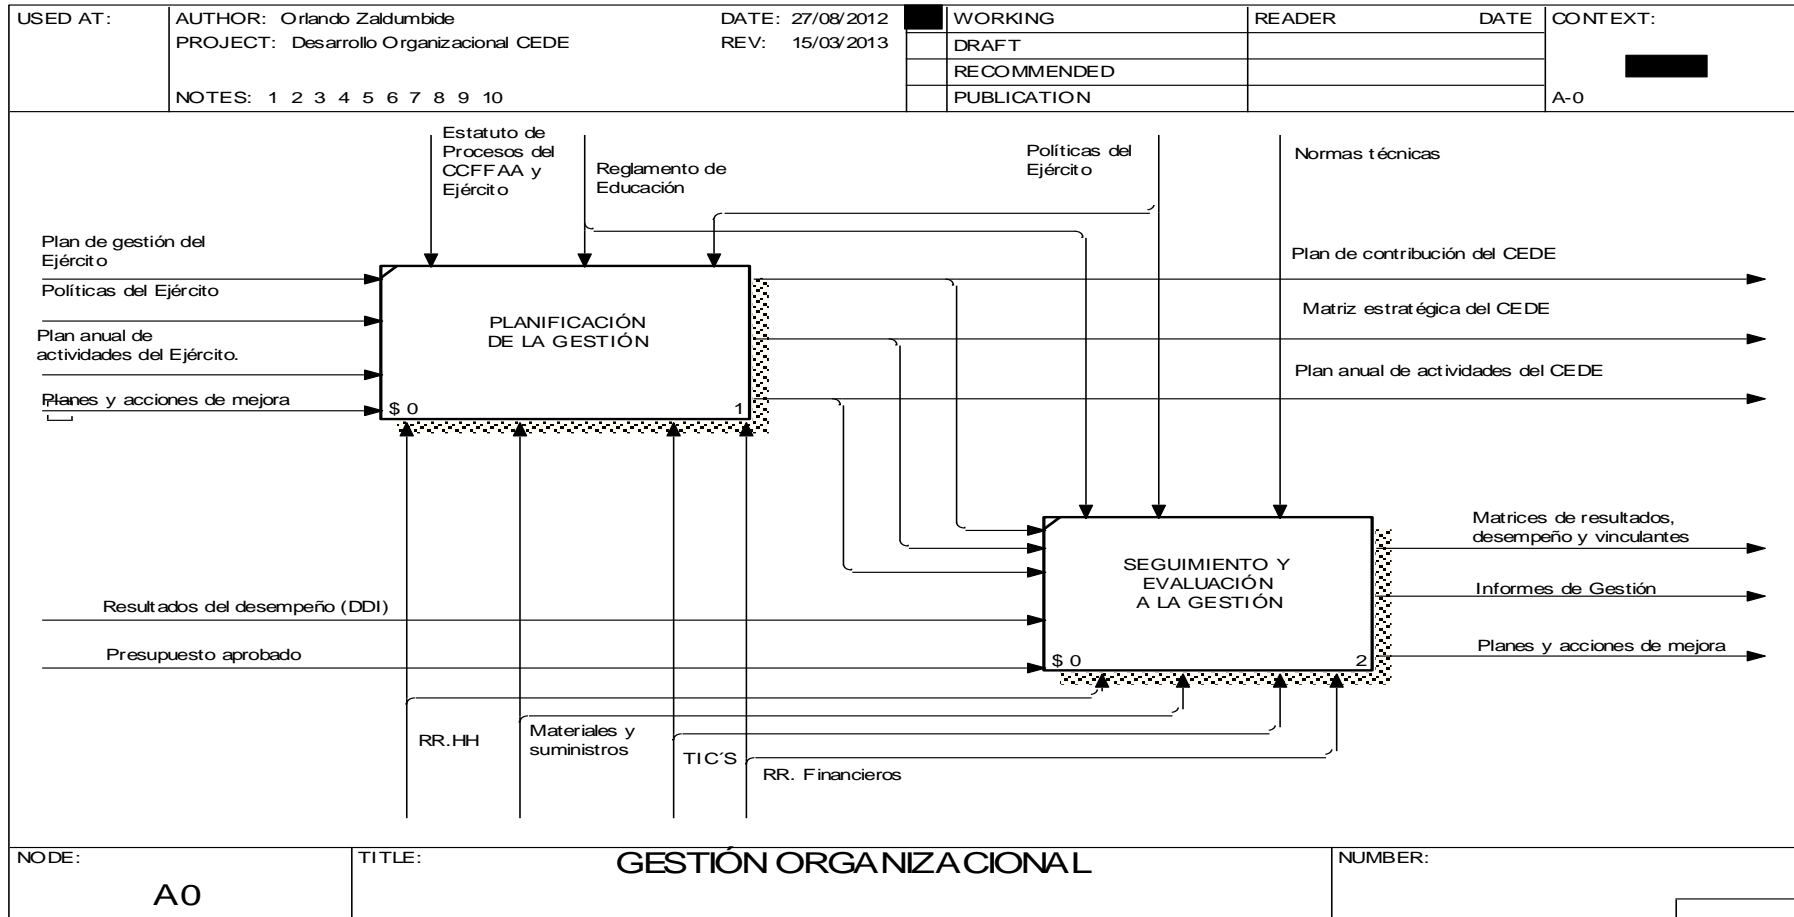 USED AT:
AUTHOR: Orlando Zaldumbide
DATE: 27/08/2012
PROJECT: Desarrollo Organizacional CEDE
REV: 15/03/2013
NOTES: 1 2 3 4 5 6 7 8 9 10
WORKING
DRAFT
RECOMMENDED
PUBLICATION
READER
DATE
CONTEXT:
A-0
Estatuto de
Procesos del
CCFFAA y
Ejército
Reglamento de
Educación
Políticas del
Ejército
Normas técnicas
Plan de gestión del
Ejército
Políticas del Ejército
Plan anual de
actividades del Ejército.
Planes y acciones de mejora
PLANIFICACIÓN
DE LA GESTIÓN
$ 0
1
Plan de contribución del CEDE
Matriz estratégica del CEDE
Plan anual de actividades del CEDE
Resultados del desempeño (DDI)
Presupuesto aprobado
SEGUIMIENTO Y
EVALUACIÓN
A LA GESTIÓN
$ 0
2
Matrices de resultados,
desempeño y vinculantes
Informes de Gestión
Planes y acciones de mejora
RR.HH
Materiales y
suministros
TIC´S
RR. Financieros
NODE:
A0
TITLE:
GESTIÓN ORGANIZACIONAL
NUMBER: